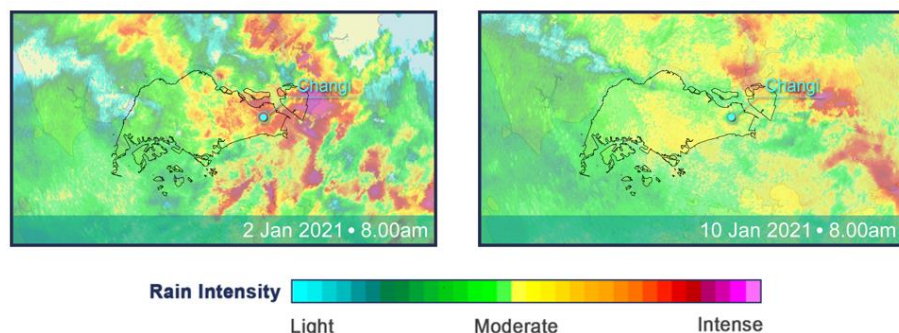 Changi
2 Jan 2021 • 8.00am
Changi
10 Jan 2021 • 8.00am
Rain Intensity
Light Moderate Intense